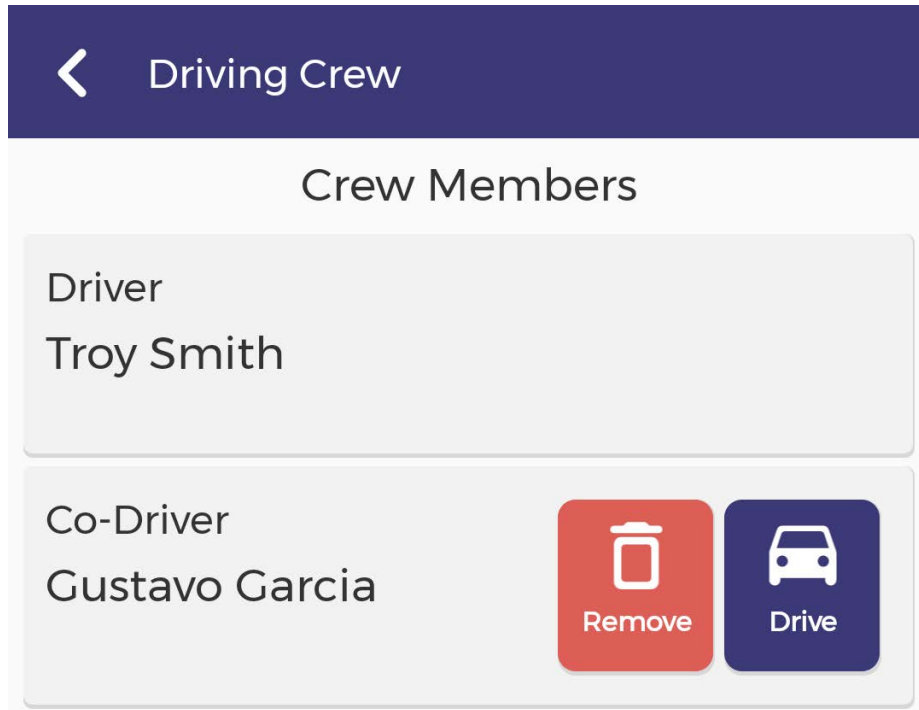 Driving Crew
Crew Members
Driver
Troy Smith
Co-Driver
Gustavo Garcia
Remove
Drive